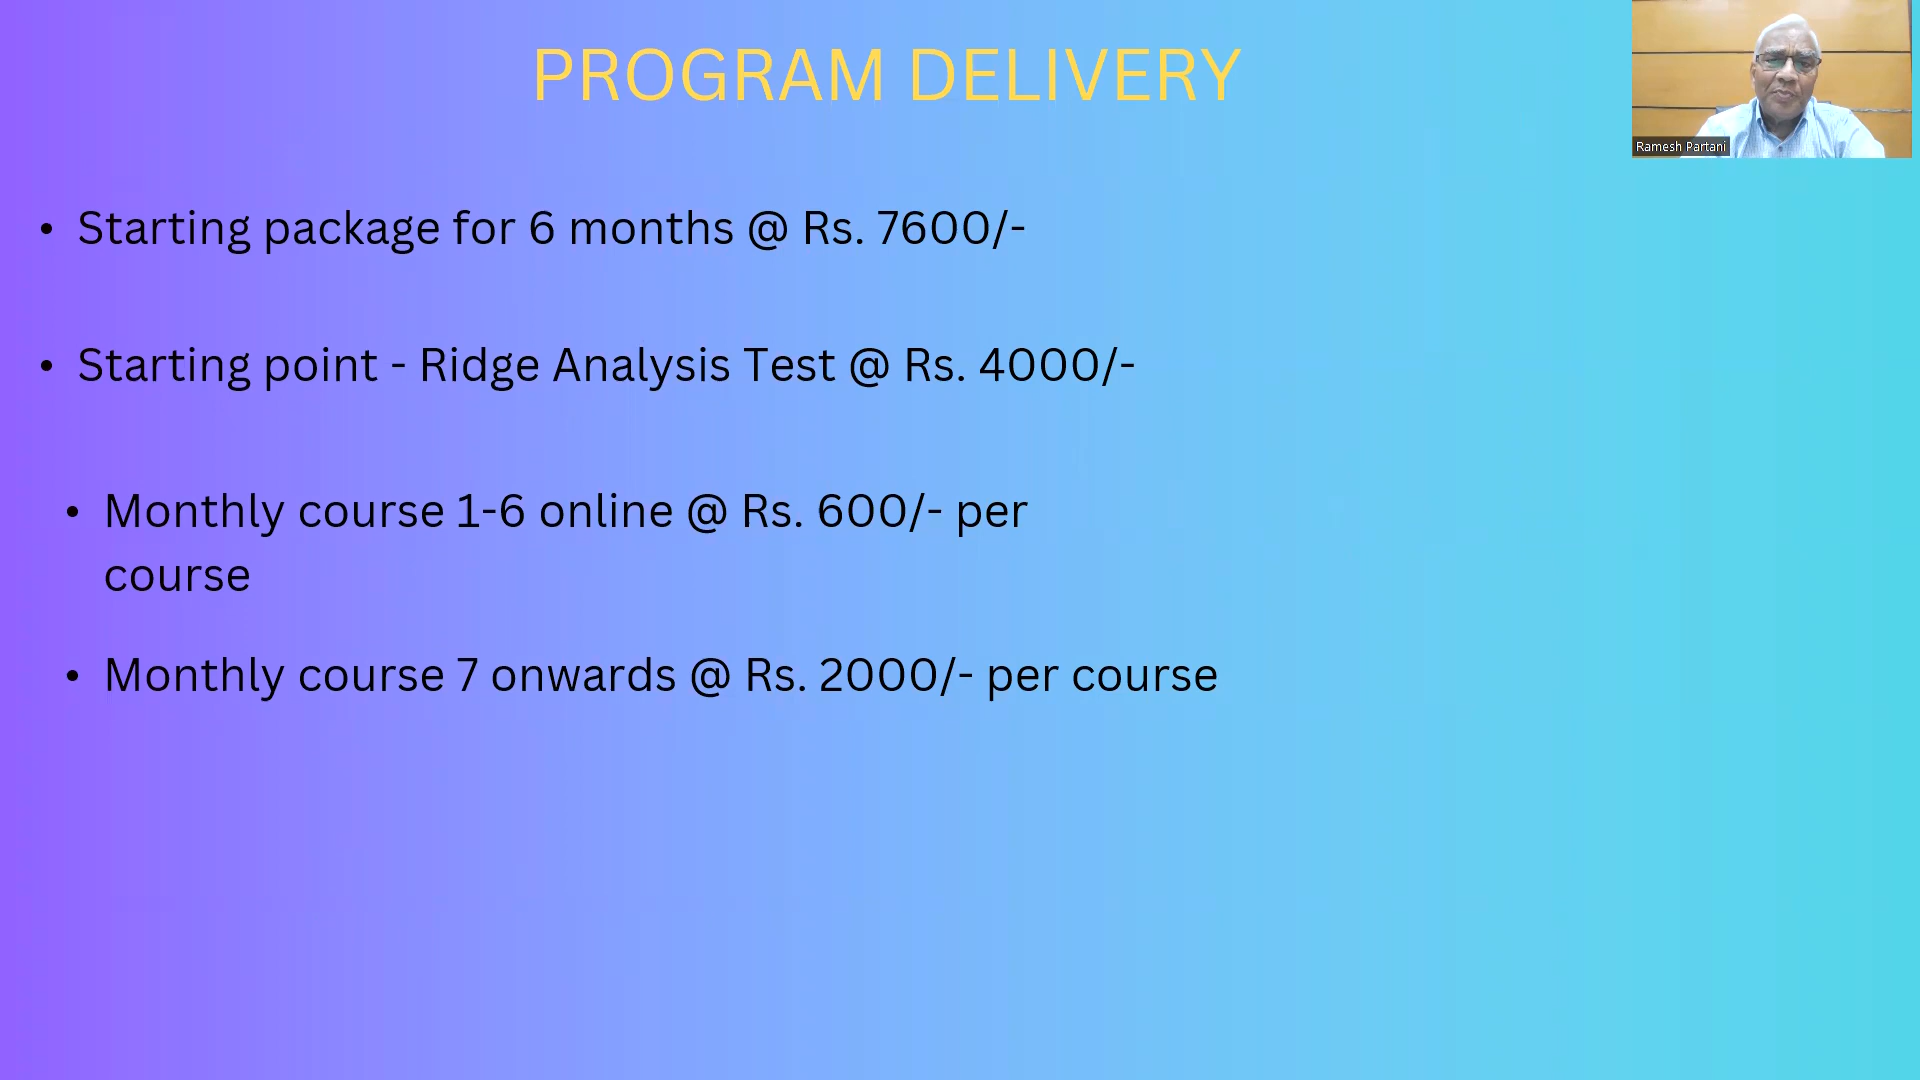 PROGRAM DELIVERY
Ramesh Partani
• Starting package for 6 months @ Rs. 7600/-
• Starting point - Ridge Analysis Test @ Rs. 4000/-
• Monthly course 1-6 online @ Rs. 600/- per
course
• Monthly course 7 onwards @ Rs. 2000/- per course